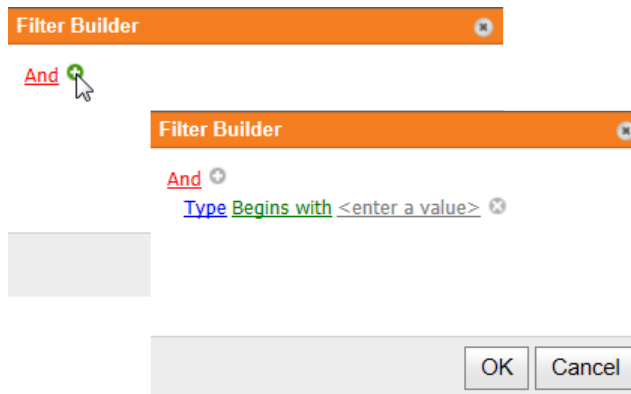 Filter Builder
And
Filter Builder
And
Type Begins with <enter a value>
OK Cancel